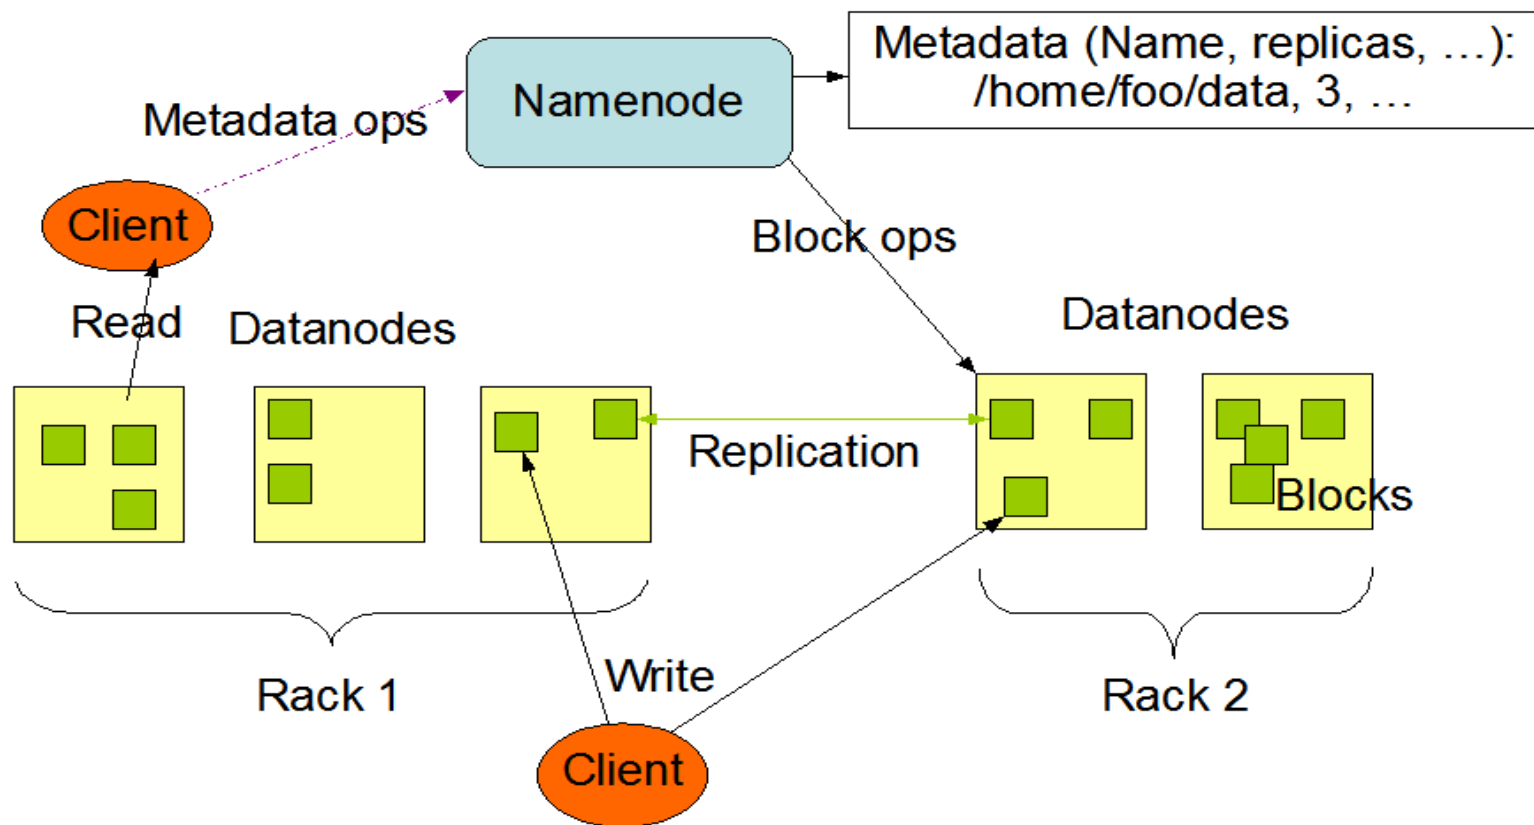 Metadata (Name, replicas, …):
/home/foo/data, 3, …
Namenode
Metadata ops
Client
Block ops
Read
Datanodes
Datanodes
Replication
Blocks
Rack 1
Write
Rack 2
Client